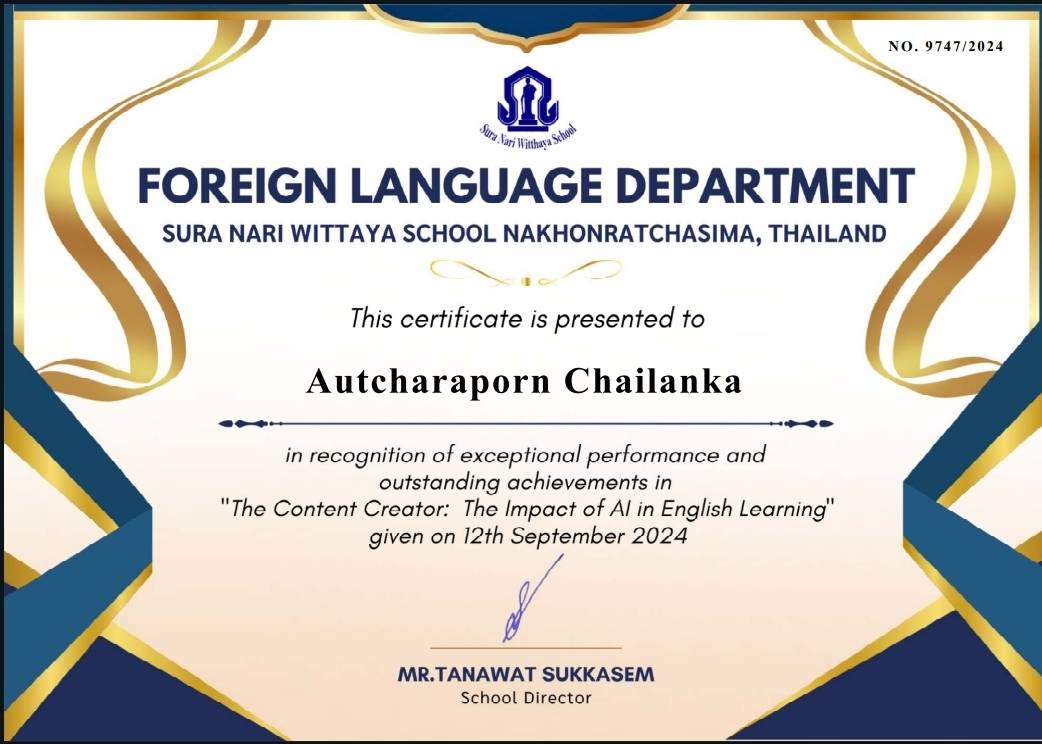 NO. 9747/2024
Sura Nari Witthaya School
FOREIGN LANGUAGE DEPARTMENT
SURA NARI WITTAYA SCHOOL NAKHONRATCHASIMA, THAILAND
This certificate is presented to
Autcharaporn Chailanka
in recognition of exceptional performance and
outstanding achievements in
"The Content Creator:  The Impact of AI in English Learning"
given on 12th September 2024
MR.TANAWAT SUKKASEM
School Director